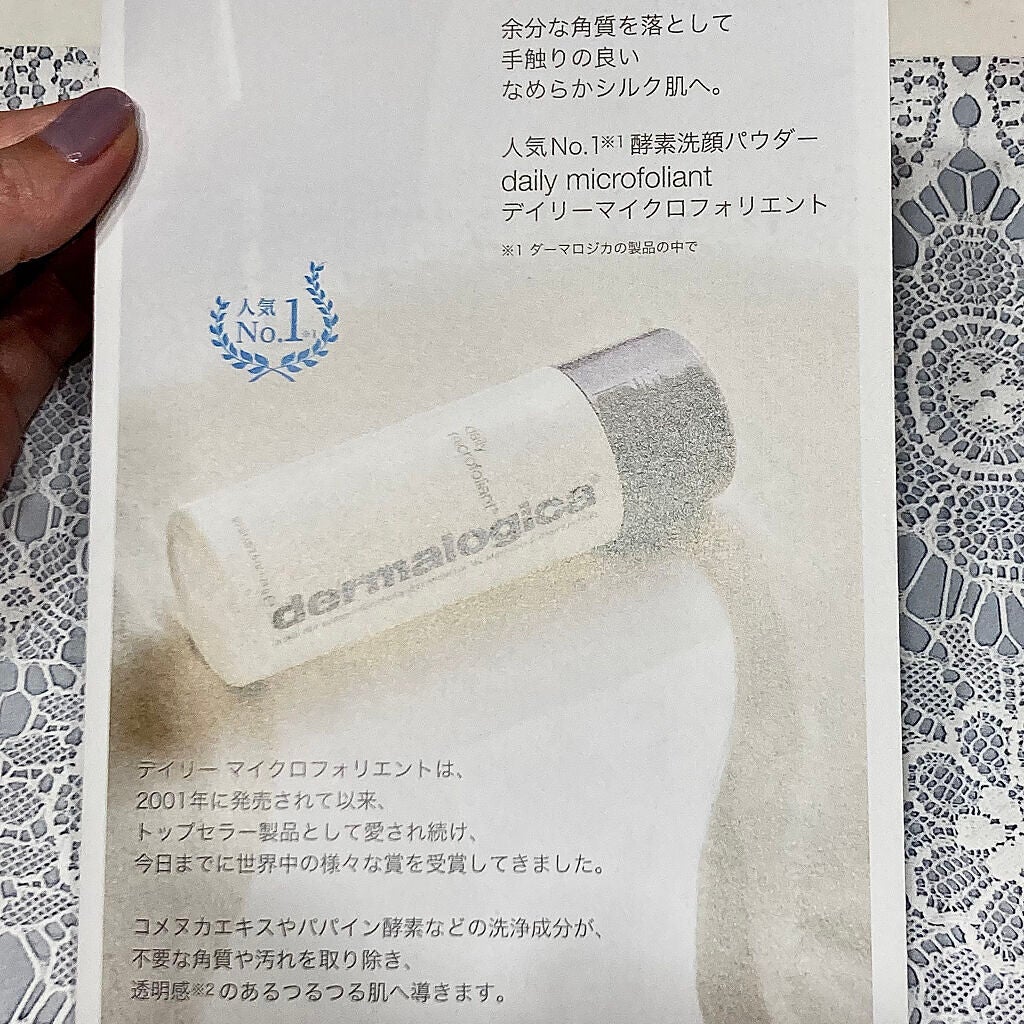 余分な角質を落として
手触りの良い
なめらかシルク肌へ。
人気No.1※1 酵素洗顔パウダー
daily microfoliant
デイリーマイクロフォリエント
※1 ダーマロジカの製品の中で
人気
No.1※1
daily
microfoliant
dermalogica
デイリー マイクロフォリエントは、
2001年に発売されて以来、
トップセラー製品として愛され続け、
今日までに世界中の様々な賞を受賞してきました。
コメヌカエキスやパパイン酵素などの洗浄成分が、
不要な角質や汚れを取り除き、
透明感※2 のあるつるつる肌へ導きます。